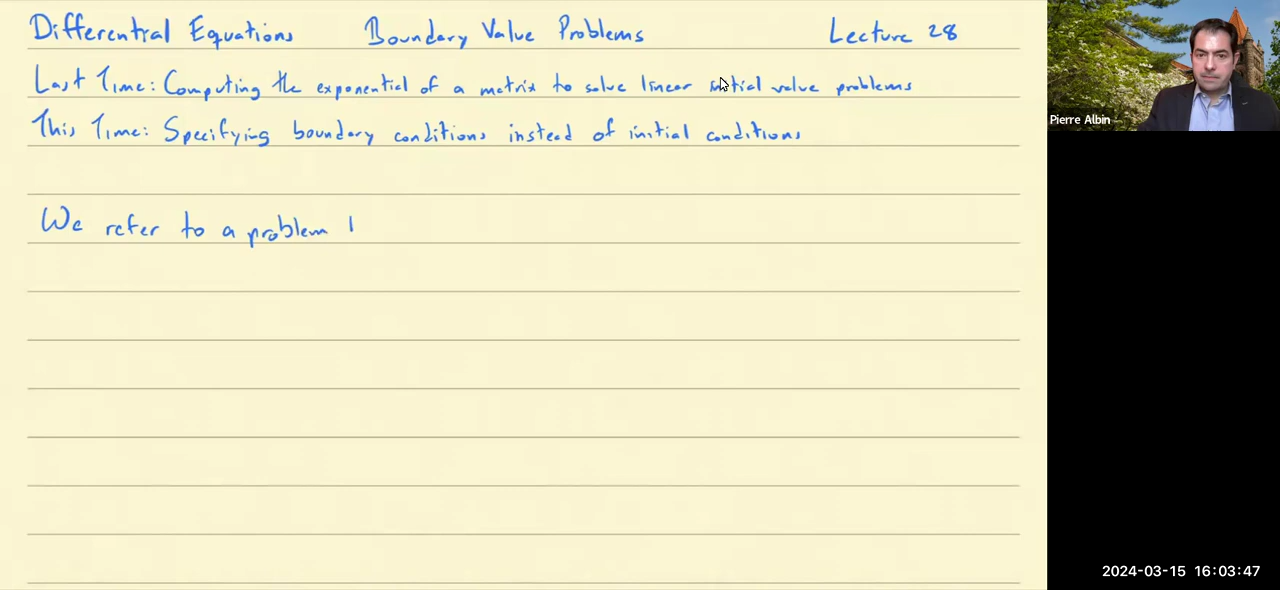 Differential Equations Boundary Value Problems Lecture 28
Last Time: Computing the exponential of a matrix to solve linear initial value problems
This Time: Specifying boundary conditions instead of initial conditions
We refer to a problem l
Pierre Albin
2024-03-15 16:03:47